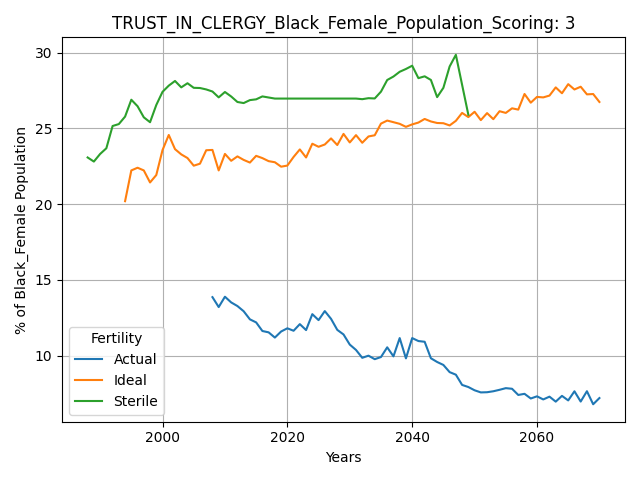 TRUST_IN_CLERGY_Black_Female_Population_Scoring: 3
% of Black_Female Population
30
25
20
15
10
Fertility
Actual
Ideal
Sterile
2000
2020
2040
2060
Years